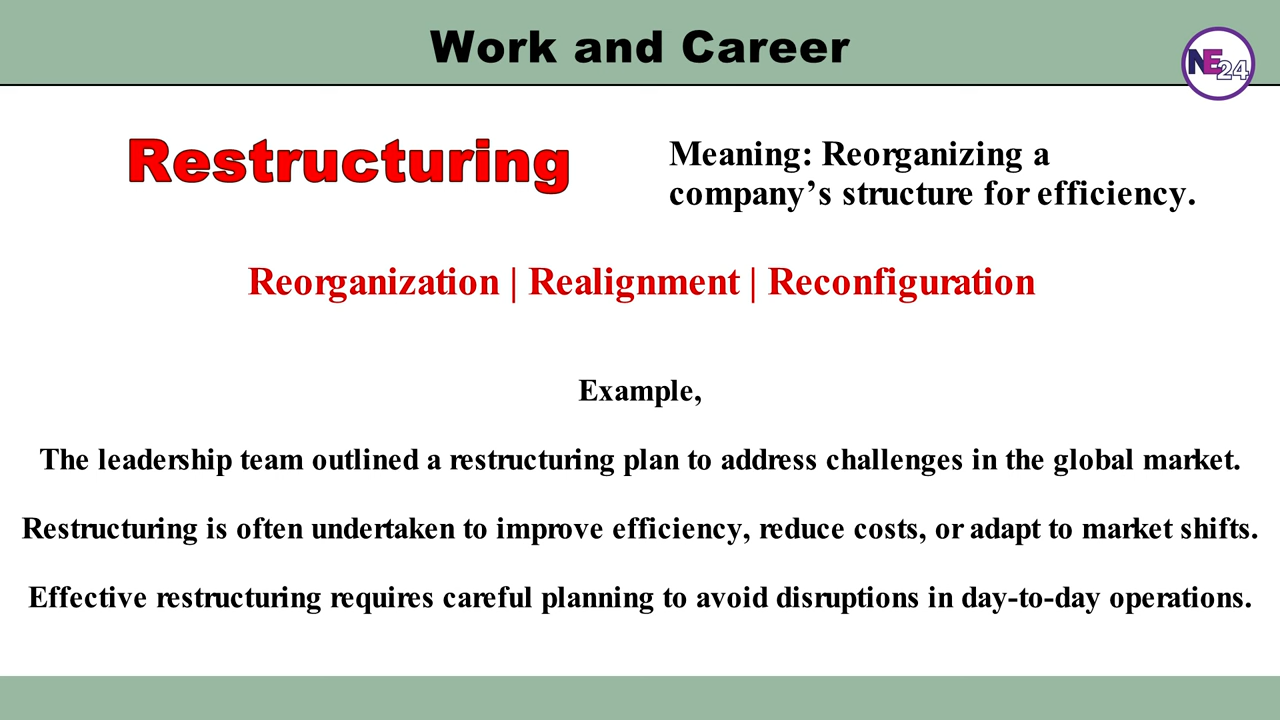 Work and Career
NE24
Restructuring
Meaning: Reorganizing a
company’s structure for efficiency.
Reorganization | Realignment | Reconfiguration
Example,
The leadership team outlined a restructuring plan to address challenges in the global market.
Restructuring is often undertaken to improve efficiency, reduce costs, or adapt to market shifts.
Effective restructuring requires careful planning to avoid disruptions in day-to-day operations.